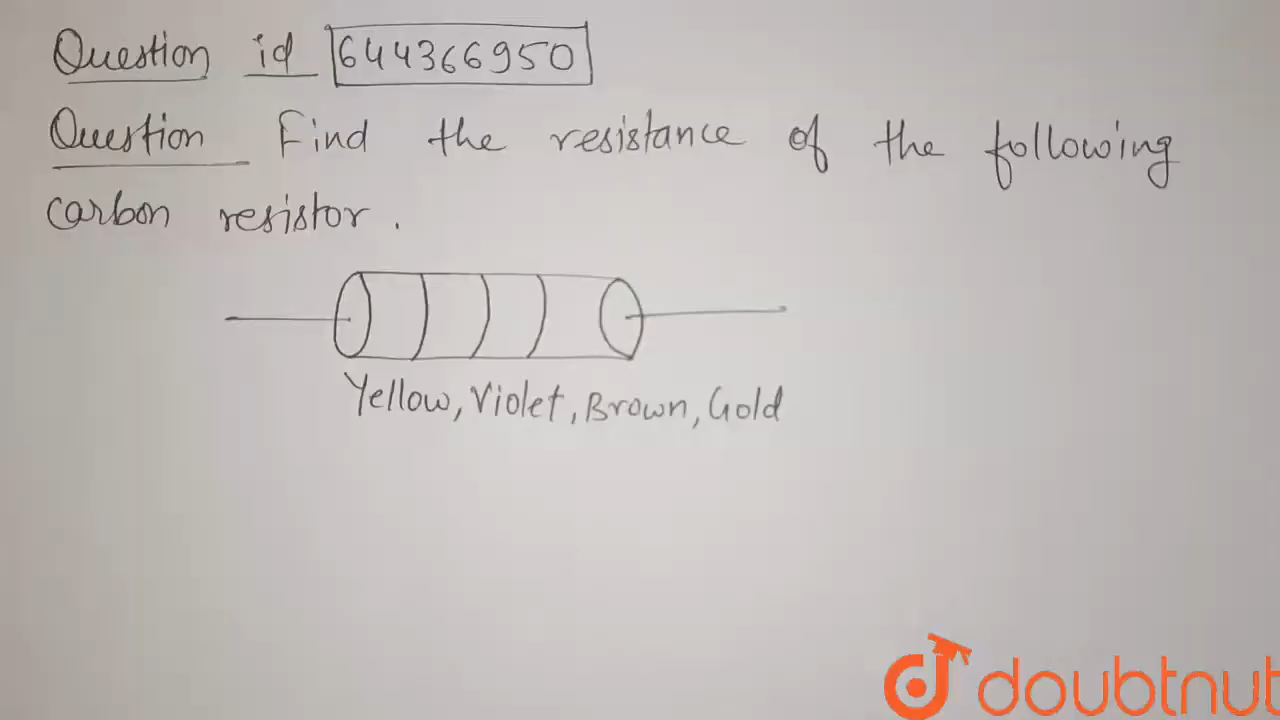 Question id 644366950
Question Find the resistance of the following
carbon resistor.
Yellow, Violet, Brown, Gold
doubtnut